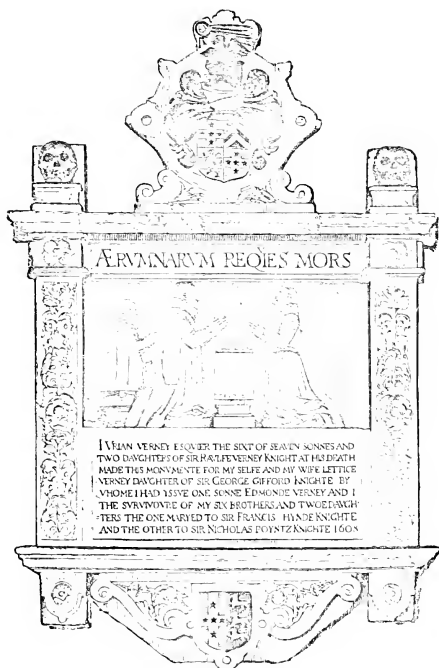 ÆRVMNARVM REQIES MORS
I VRIAN VERNEY ESQVIER THE SIXT OF SEAVEN SONNES AND
TWO DAVGHTERS OF SIR RAVLFE VERNEY KNIGHT AT HIS DEATH
MADE THIS MONVMENTE FOR MY SELFE AND MY WIFE LETTICE
VERNEY DAVGHTER OF SIR GEORGE GIFFORD KNIGHTE BY
VHOME I HAD YSSVE ONE SONNE EDMONDE VERNEY AND I
THE SVRVIVOVRE OF MY SIX BROTHERS, AND TWOE DAVGH-
TERS THE ONE MARYED TO SIR FRANCIS HYNDE KNIGHTE
AND THE OTHER TO SIR NICHOLAS POYNTZ KNIGHTE